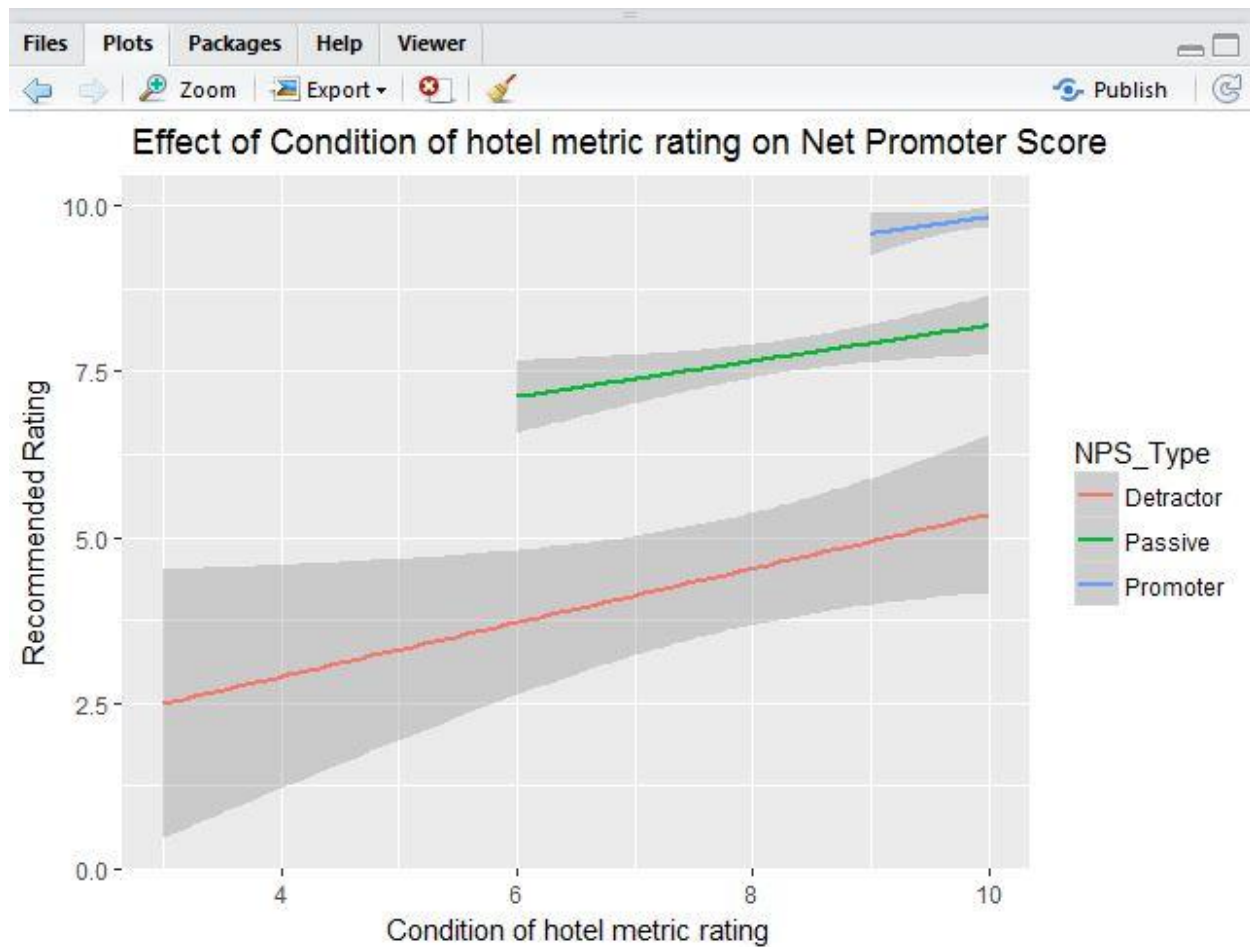 Files Plots Packages Help Viewer
Zoom Export Publish
Effect of Condition of hotel metric rating on Net Promoter Score
10.0
7.5
5.0
2.5
0.0
Recommended Rating
4 6 8 10
Condition of hotel metric rating
NPS_Type
Detractor
Passive
Promoter